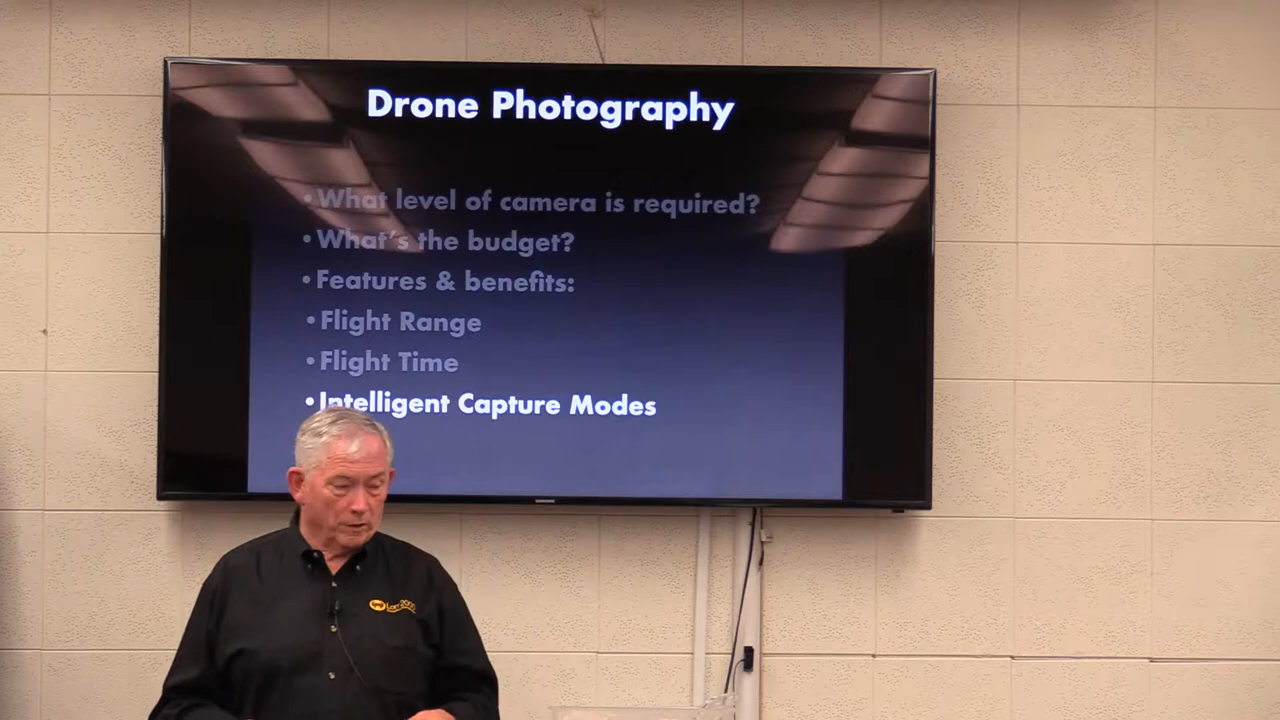 Drone Photography
• What level of camera is required?
• What's the budget?
• Features & benefits:
• Flight Range
• Flight Time
• Intelligent Capture Modes